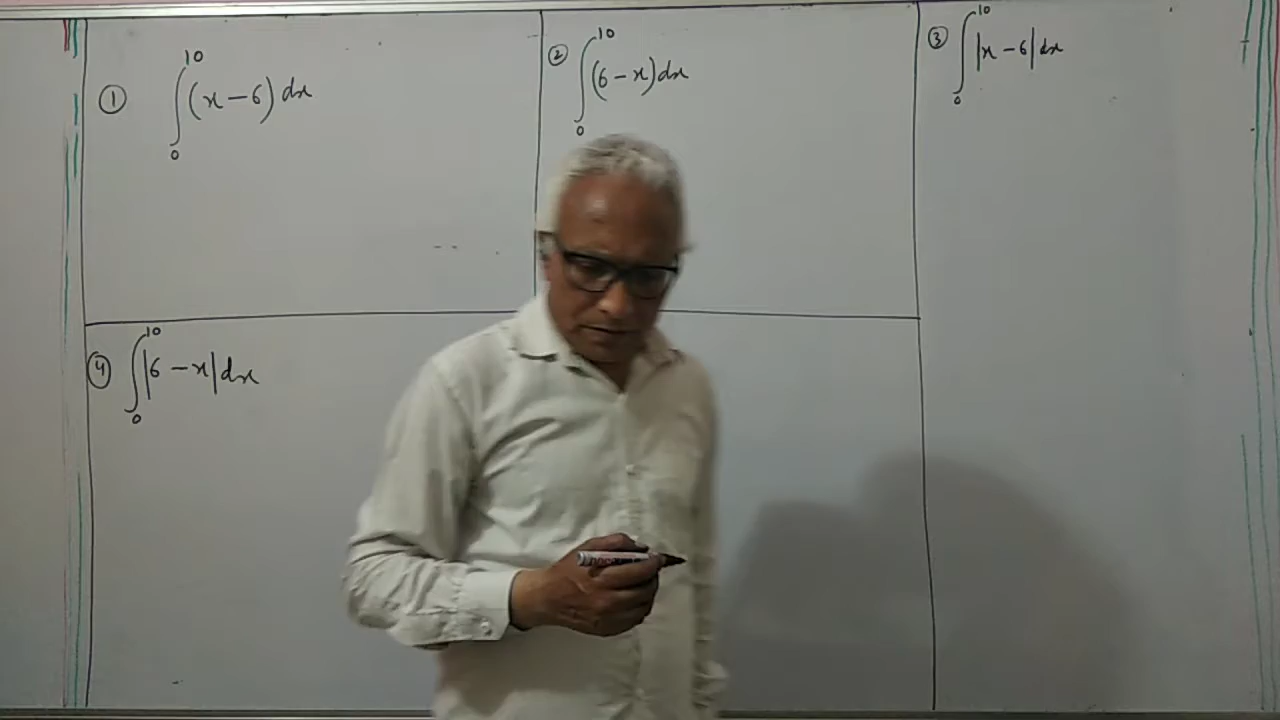 ① ∫₀¹⁰ (x − 6) dx
② ∫₀¹⁰ (6 − x) dx
③ ∫₀¹⁰ |x − 6| dx
④ ∫₀¹⁰ |6 − x| dx